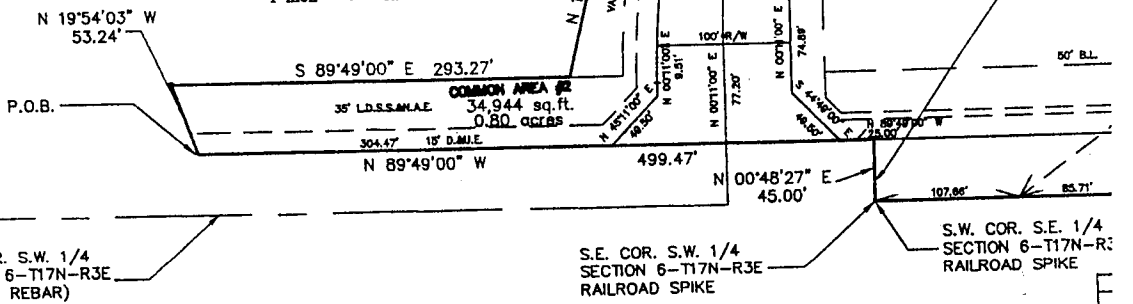 N 19°54'03" W
53.24'
P.O.B.
S 89°49'00" E 293.27'
COMMON AREA #2
34,944 sq.ft.
0.80 acres
35' L.D.S.S.&M.A.E.
15' D.&U.E.
304.47'
N 89°49'00" W
499.47'
N 45°11'00" E
49.50'
N 00°11'00" E
9.51'
100' R/W
N 00°11'00" E
77.20'
N 00°11'00" E
74.89'
S 44°49'00" E
49.50'
N 89°49'00" W
25.00'
50' B.L.
N 00°48'27" E
45.00'
107.66'
85.71'
S.W. 1/4
6-T17N-R3E
REBAR)
S.E. COR. S.W. 1/4
SECTION 6-T17N-R3E
RAILROAD SPIKE
S.W. COR. S.E. 1/4
SECTION 6-T17N-R3
RAILROAD SPIKE